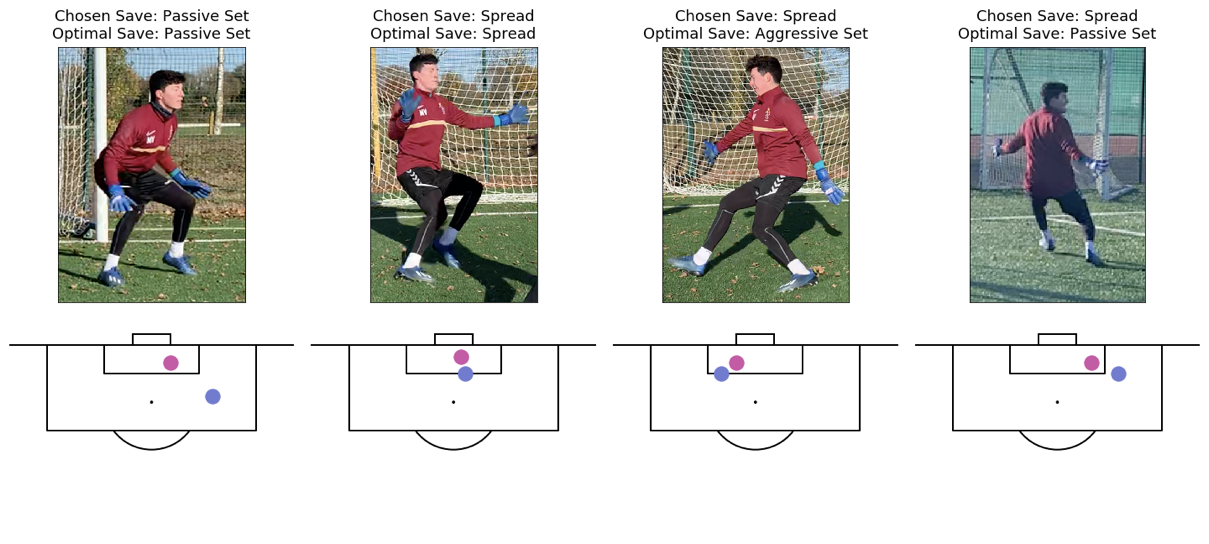 Chosen Save: Passive Set
Optimal Save: Passive Set
Chosen Save: Spread
Optimal Save: Spread
Chosen Save: Spread
Optimal Save: Aggressive Set
Chosen Save: Spread
Optimal Save: Passive Set